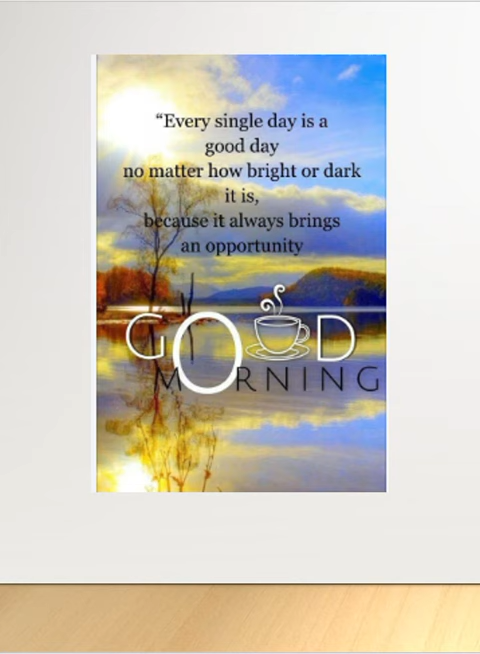 “Every single day is a
good day
no matter how bright or dark
it is,
because it always brings
an opportunity
GOOD
MORNING